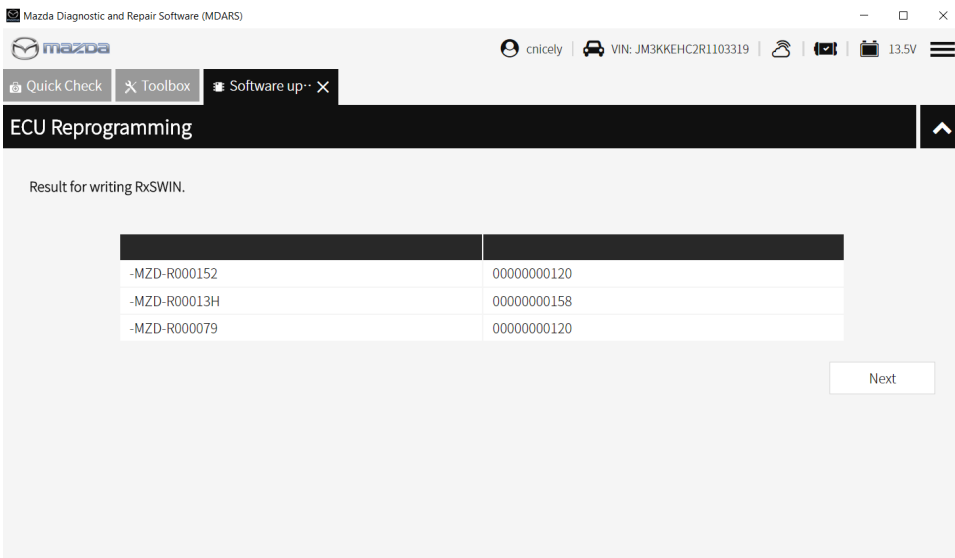 Mazda Diagnostic and Repair Software (MDARS)
mazda
cnicely VIN: JM3KKEHC2R1103319 13.5V
Quick Check Toolbox Software up··
ECU Reprogramming
Result for writing RxSWIN.
-MZD-R000152 00000000120
-MZD-R00013H 00000000158
-MZD-R000079 00000000120
Next